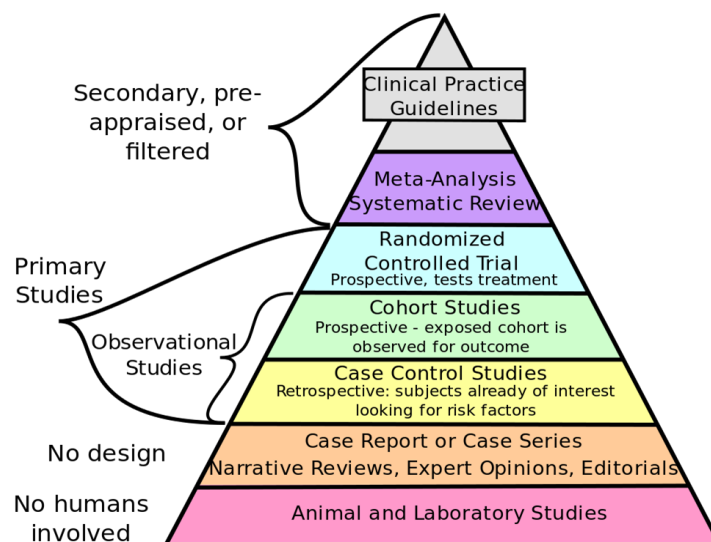 Clinical Practice
Guidelines
Secondary, pre-
appraised, or
filtered
Meta-Analysis
Systematic Review
Randomized
Controlled Trial
Prospective, tests treatment
Primary
Studies
Cohort Studies
Prospective - exposed cohort is
observed for outcome
Observational
Studies
Case Control Studies
Retrospective: subjects already of interest
looking for risk factors
No design
Case Report or Case Series
Narrative Reviews, Expert Opinions, Editorials
No humans
involved
Animal and Laboratory Studies